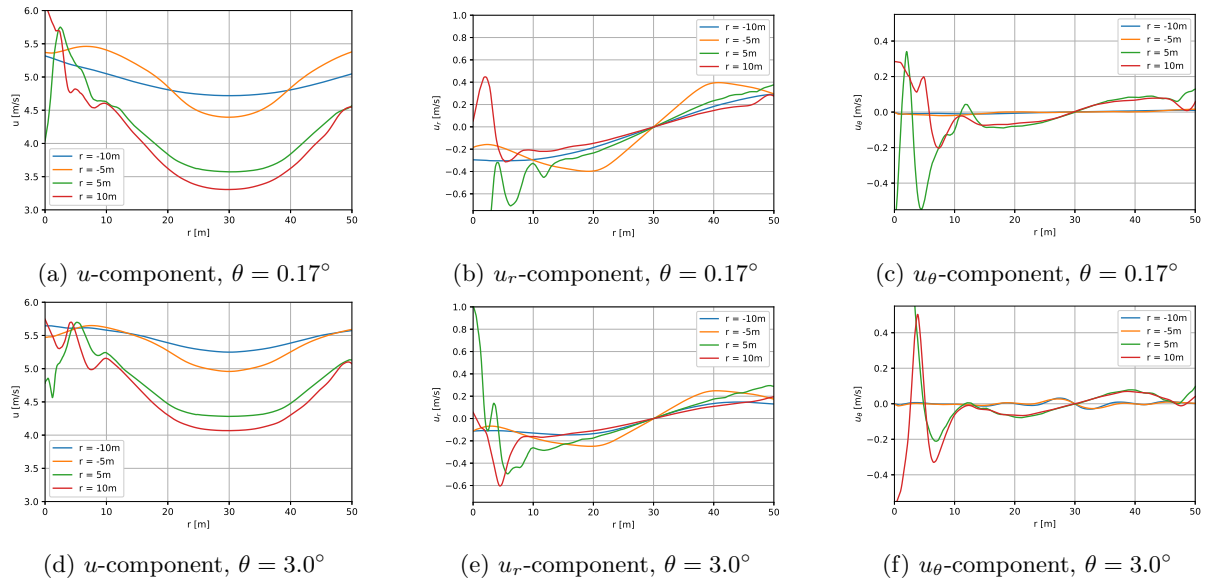 6.0
5.5
5.0
4.5
4.0
3.5
3.0
u [m/s]
r = -10m
r = -5m
r = 5m
r = 10m
0 10 20 30 40 50
r [m]
(a) u-component, θ = 0.17°
1.0
0.8
0.6
0.4
0.2
0.0
−0.2
−0.4
−0.6
u_r [m/s]
r = -10m
r = -5m
r = 5m
r = 10m
0 10 20 30 40 50
r [m]
(b) u_r-component, θ = 0.17°
0.4
0.2
0.0
−0.2
−0.4
u_θ [m/s]
r = -10m
r = -5m
r = 5m
r = 10m
0 10 20 30 40 50
r [m]
(c) u_θ-component, θ = 0.17°
6.0
5.5
5.0
4.5
4.0
3.5
3.0
u [m/s]
r = -10m
r = -5m
r = 5m
r = 10m
0 10 20 30 40 50
r [m]
(d) u-component, θ = 3.0°
1.0
0.8
0.6
0.4
0.2
0.0
−0.2
−0.4
−0.6
u_r [m/s]
r = -10m
r = -5m
r = 5m
r = 10m
0 10 20 30 40 50
r [m]
(e) u_r-component, θ = 3.0°
0.4
0.2
0.0
−0.2
−0.4
u_θ [m/s]
r = -10m
r = -5m
r = 5m
r = 10m
0 10 20 30 40 50
r [m]
(f) u_θ-component, θ = 3.0°